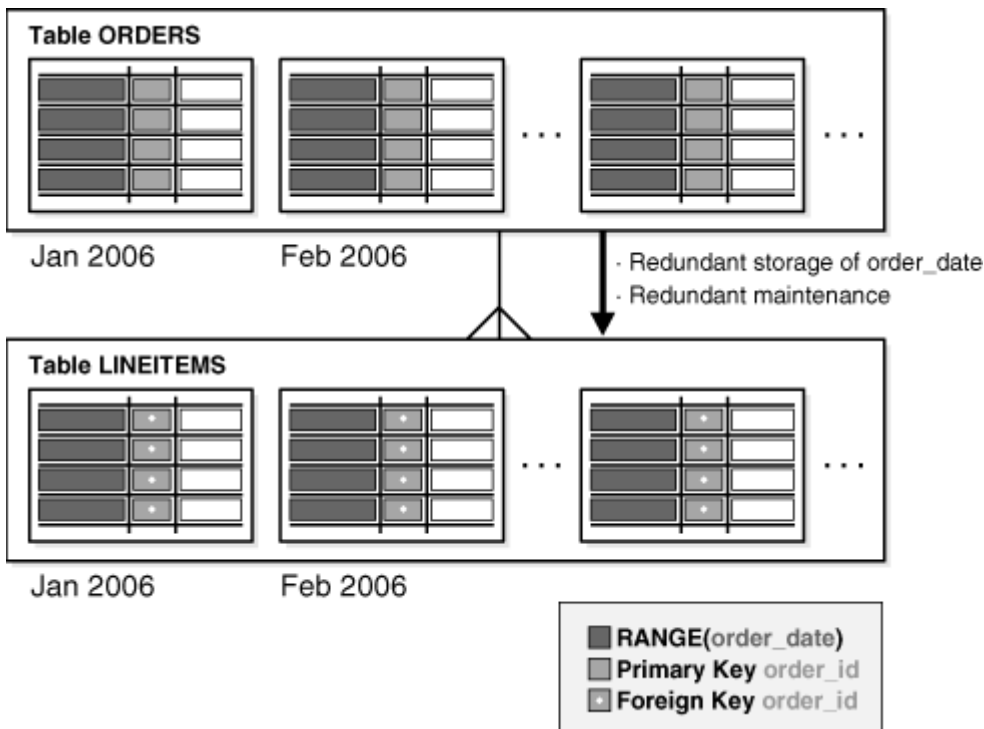 Table ORDERS
. . .
. . .
Jan 2006
Feb 2006
· Redundant storage of order_date
· Redundant maintenance
Table LINEITEMS
. . .
. . .
Jan 2006
Feb 2006
RANGE(order_date)
Primary Key order_id
Foreign Key order_id